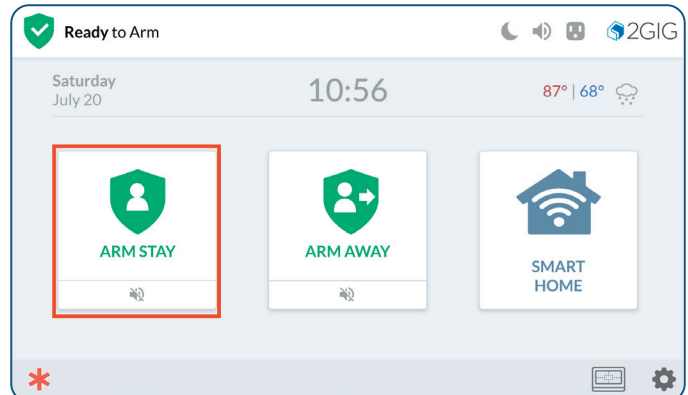 Ready to Arm
2GIG
Saturday
July 20
10:56
87° | 68°
ARM STAY
ARM AWAY
SMART
HOME